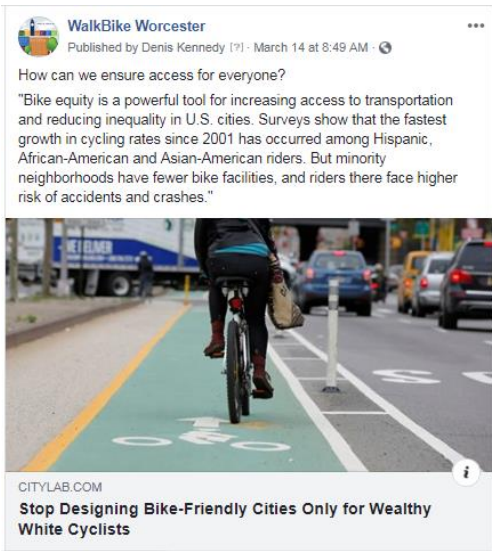 WalkBike Worcester
Published by Denis Kennedy [?] · March 14 at 8:49 AM ·
How can we ensure access for everyone?
"Bike equity is a powerful tool for increasing access to transportation
and reducing inequality in U.S. cities. Surveys show that the fastest
growth in cycling rates since 2001 has occurred among Hispanic,
African-American and Asian-American riders. But minority
neighborhoods have fewer bike facilities, and riders there face higher
risk of accidents and crashes."
WE DELIVER
i
CITYLAB.COM
Stop Designing Bike-Friendly Cities Only for Wealthy
White Cyclists